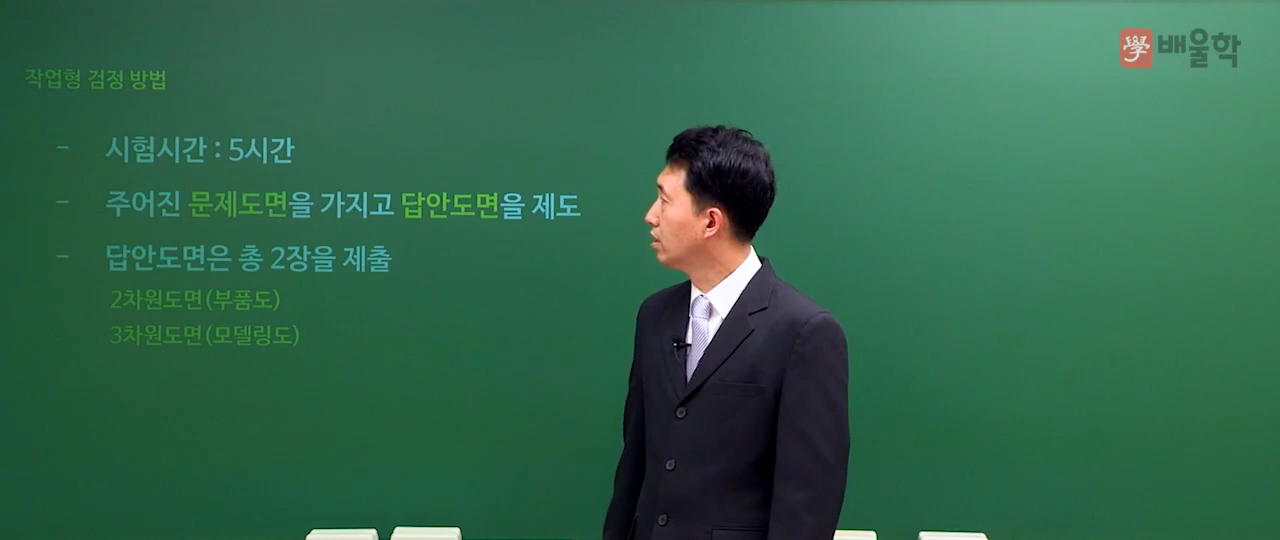 學 배울학
작업형 검정 방법
- 시험시간 : 5시간
- 주어진 문제도면을 가지고 답안도면을 제도
- 답안도면은 총 2장을 제출
2차원도면(부품도)
3차원도면(모델링도)